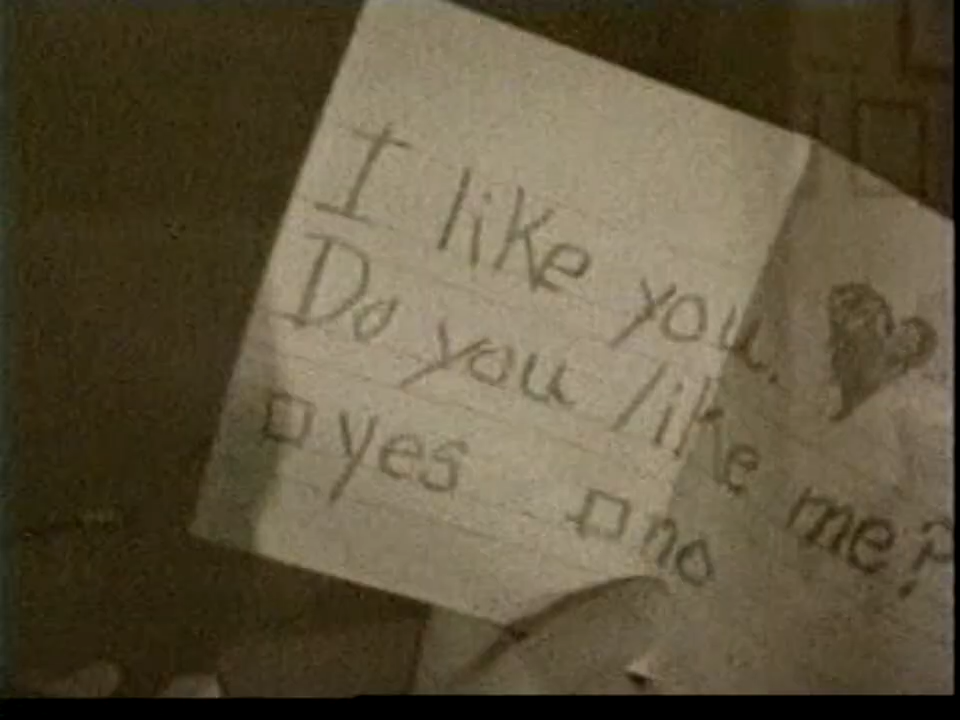 I like you. ♥
Do you like me?
☐ yes ☐ no